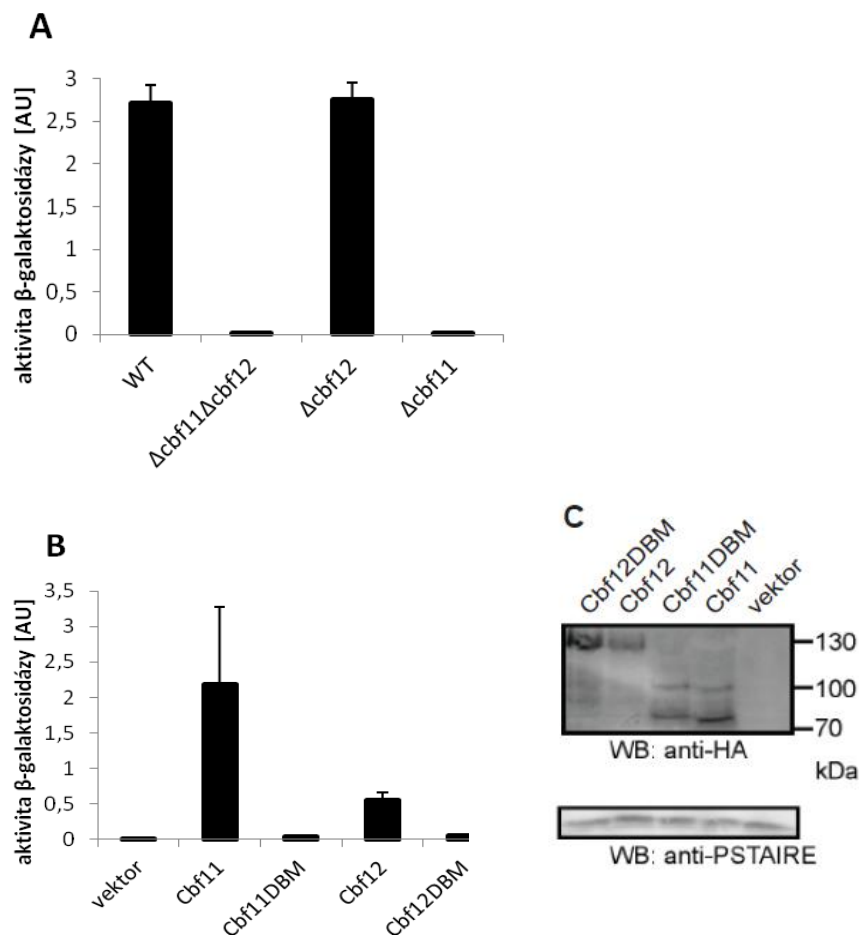 A
aktivita β-galaktosidázy [AU]
3
2,5
2
1,5
1
0,5
0
WT
Δcbf11Δcbf12
Δcbf12
Δcbf11
B
aktivita β-galaktosidázy [AU]
3,5
3
2,5
2
1,5
1
0,5
0
vektor
Cbf11
Cbf11DBM
Cbf12
Cbf12DBM
C
Cbf12DBM
Cbf12
Cbf11DBM
Cbf11
vektor
130
100
70
kDa
WB: anti-HA
WB: anti-PSTAIRE